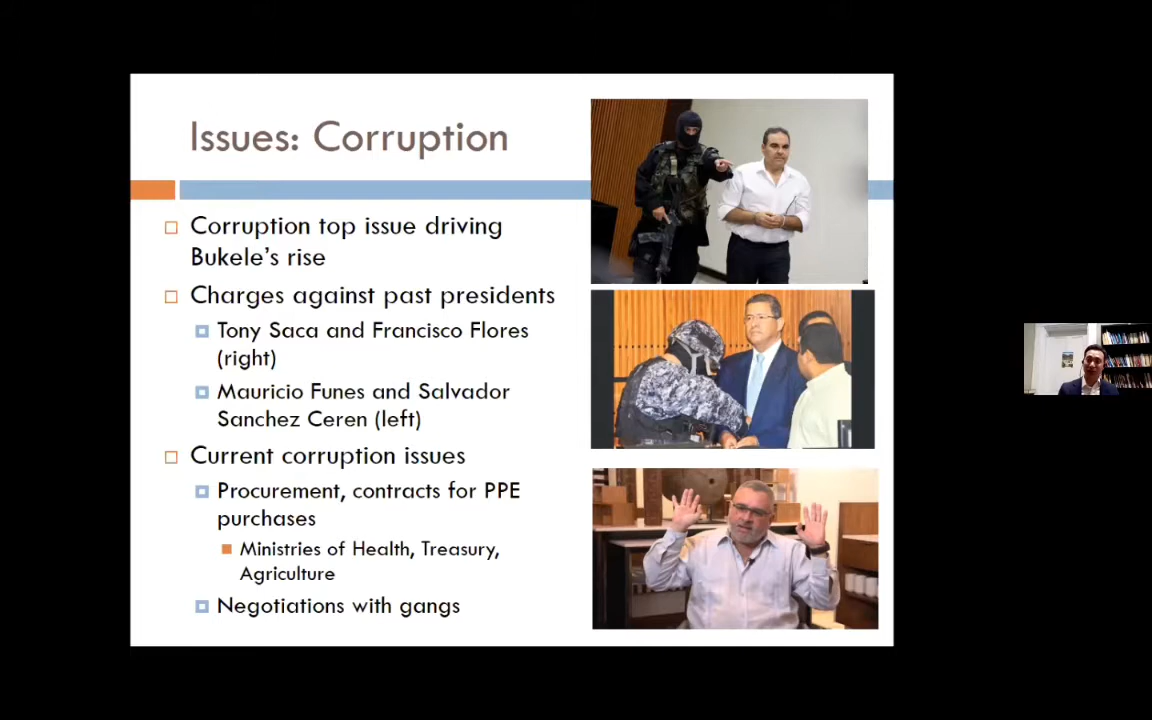 Issues: Corruption
Corruption top issue driving
Bukele's rise
Charges against past presidents
Tony Saca and Francisco Flores
(right)
Mauricio Funes and Salvador
Sanchez Ceren (left)
Current corruption issues
Procurement, contracts for PPE
purchases
Ministries of Health, Treasury,
Agriculture
Negotiations with gangs